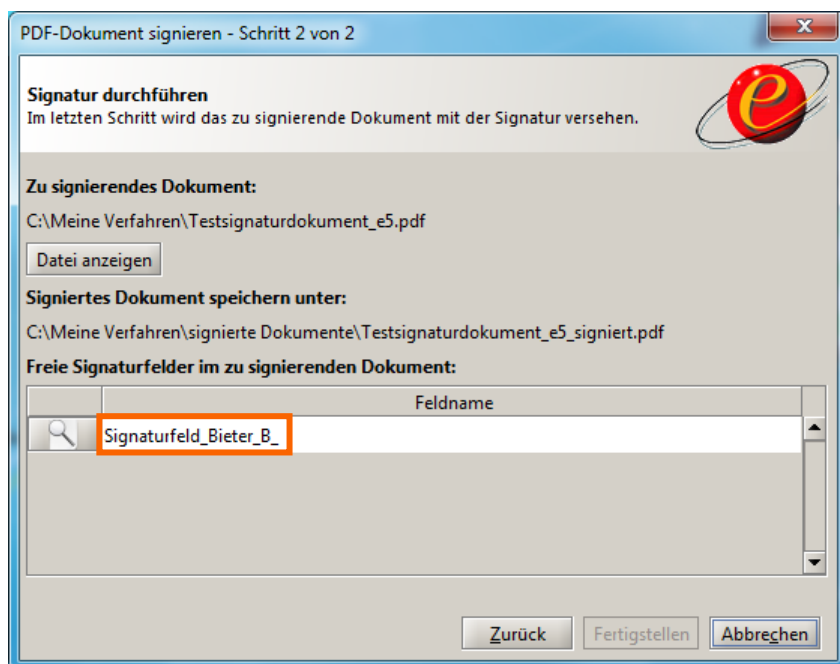 PDF-Dokument signieren - Schritt 2 von 2
x
Signatur durchführen
Im letzten Schritt wird das zu signierende Dokument mit der Signatur versehen.
e
Zu signierendes Dokument:
C:\Meine Verfahren\Testsignaturdokument_e5.pdf
Datei anzeigen
Signiertes Dokument speichern unter:
C:\Meine Verfahren\signierte Dokumente\Testsignaturdokument_e5_signiert.pdf
Freie Signaturfelder im zu signierenden Dokument:
Feldname
Signaturfeld_Bieter_B_
Zurück Fertigstellen Abbrechen